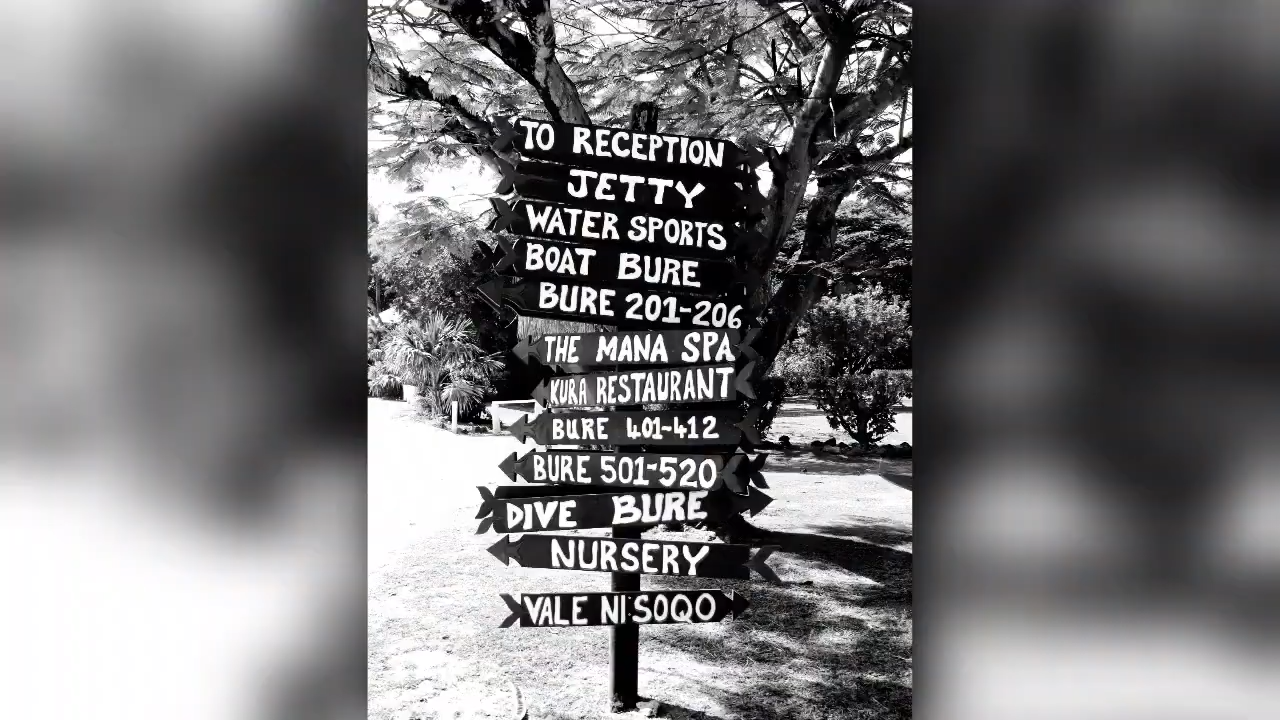 TO RECEPTION
JETTY
WATER SPORTS
BOAT BURE
BURE 201-206
THE MANA SPA
KURA RESTAURANT
BURE 401-412
BURE 501-520
DIVE BURE
NURSERY
VALE NI SOQO